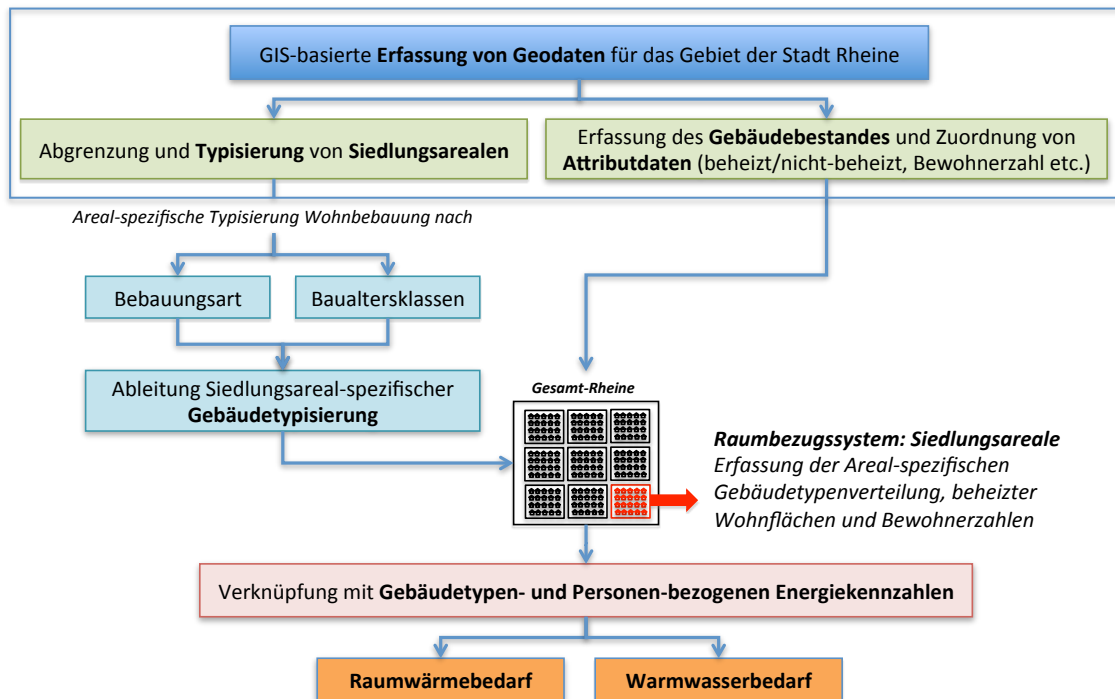 GIS-basierte Erfassung von Geodaten für das Gebiet der Stadt Rheine
Abgrenzung und Typisierung von Siedlungsarealen
Erfassung des Gebäudebestandes und Zuordnung von
Attributdaten (beheizt/nicht-beheizt, Bewohnerzahl etc.)
Areal-spezifische Typisierung Wohnbebauung nach
Bebauungsart
Baualtersklassen
Ableitung Siedlungsareal-spezifischer
Gebäudetypisierung
Gesamt-Rheine
Raumbezugssystem: Siedlungsareale
Erfassung der Areal-spezifischen
Gebäudetypenverteilung, beheizter
Wohnflächen und Bewohnerzahlen
Verknüpfung mit Gebäudetypen- und Personen-bezogenen Energiekennzahlen
Raumwärmebedarf
Warmwasserbedarf